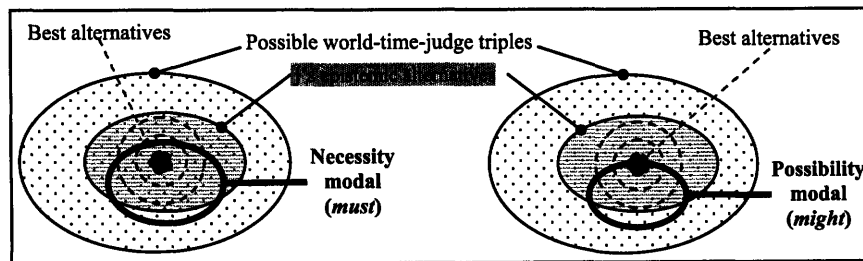 Best alternatives
Possible world-time-judge triples
Best alternatives
Necessity
modal
(must)
Possibility
modal
(might)